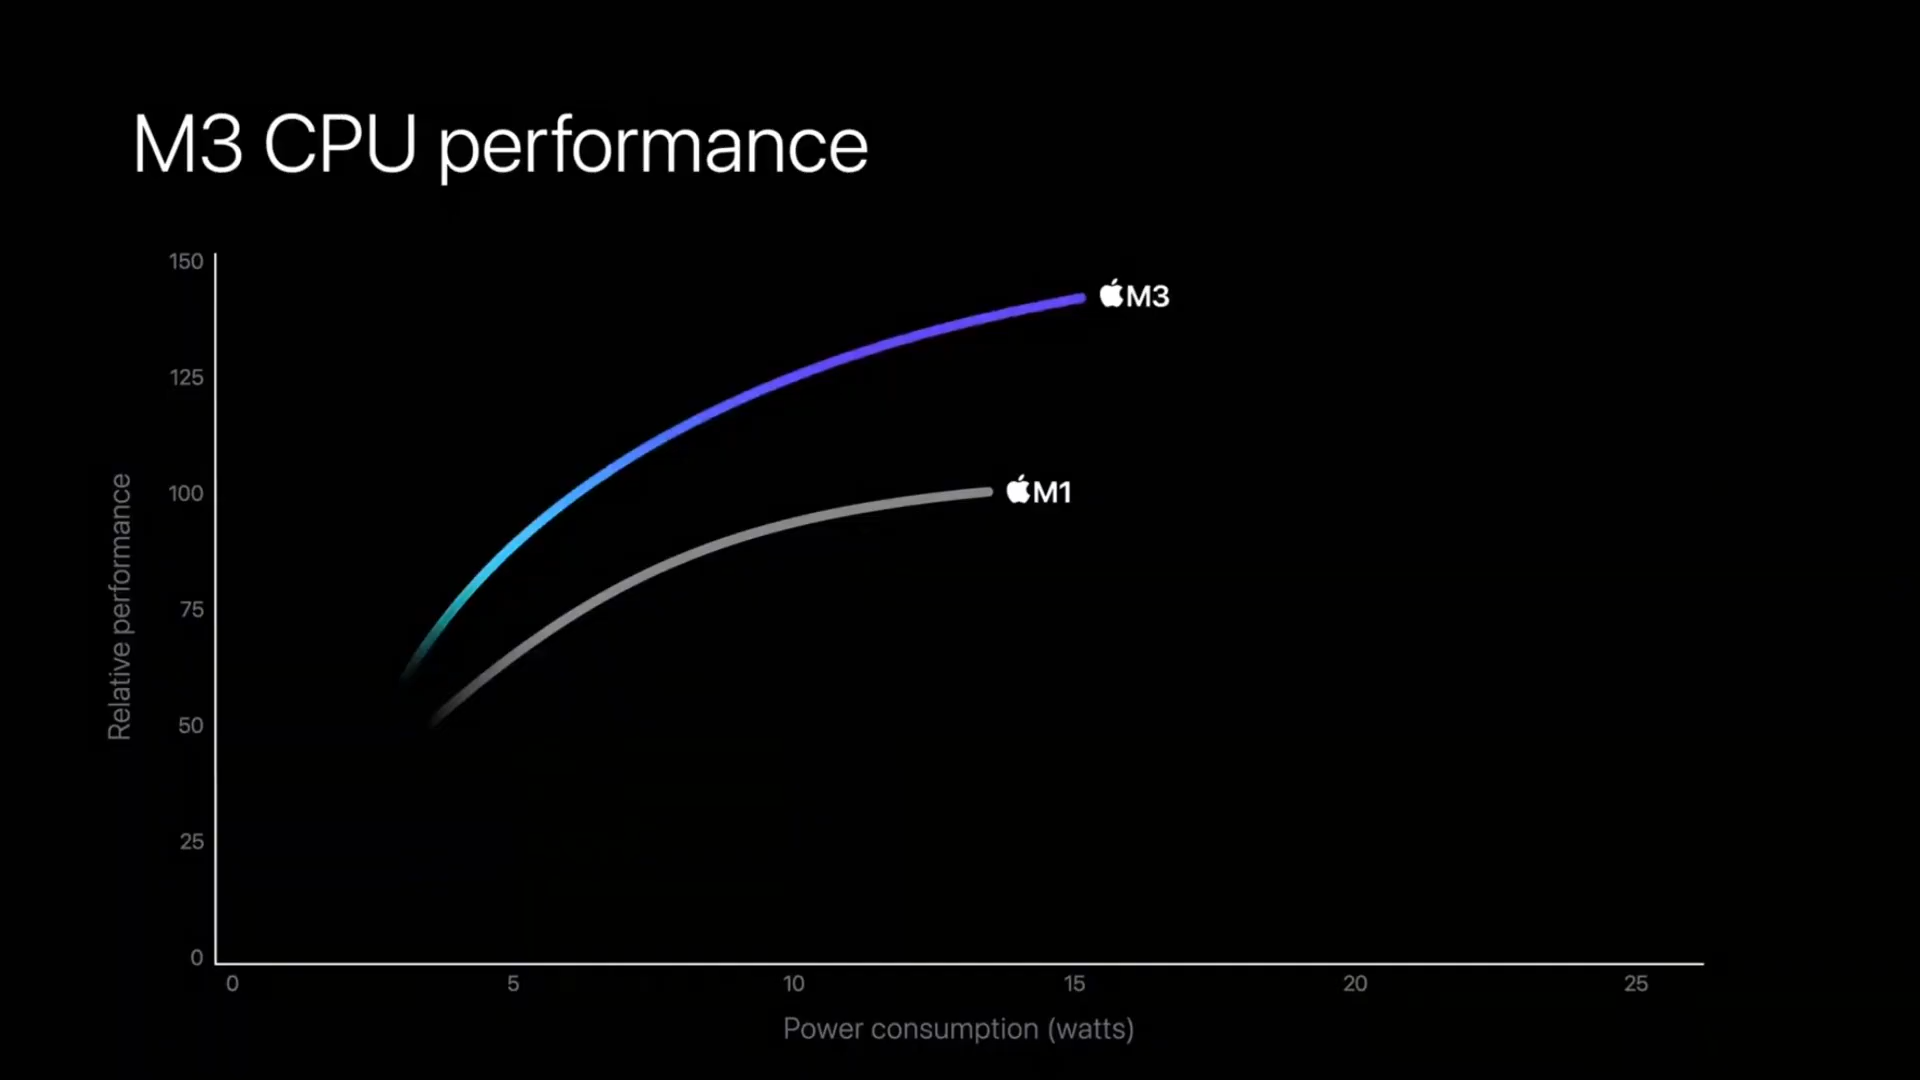 M3 CPU performance
150
125
100
75
50
25
0
Relative performance
M3
M1
0 5 10 15 20 25
Power consumption (watts)